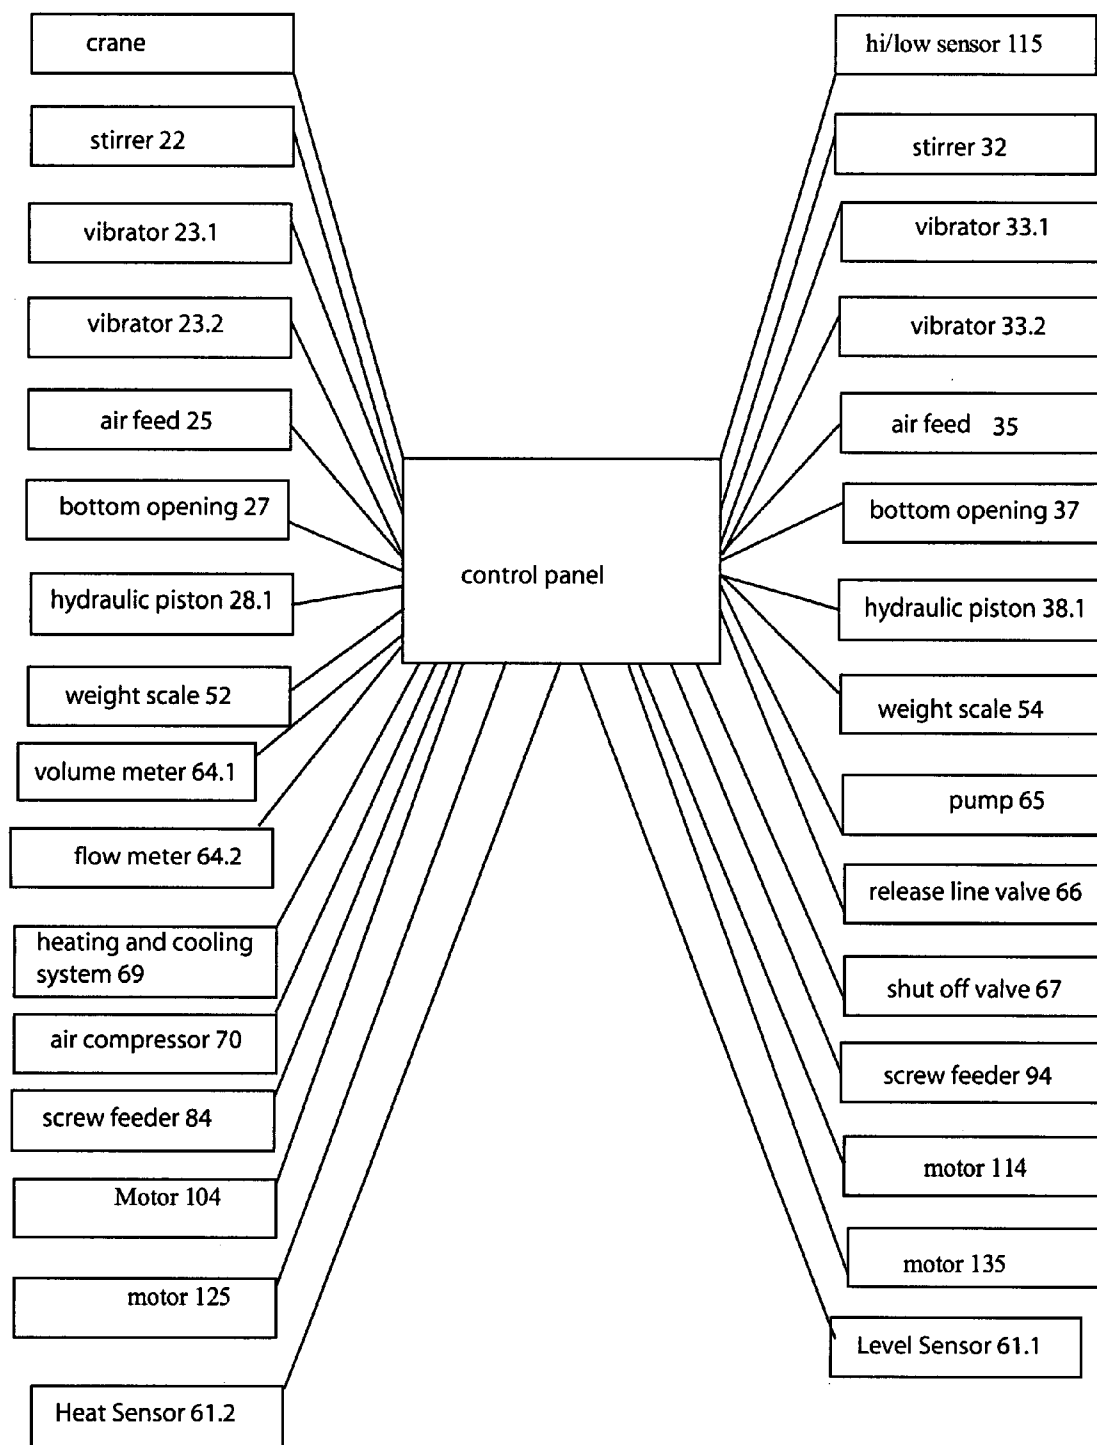 crane
stirrer 22
vibrator 23.1
vibrator 23.2
air feed 25
bottom opening 27
hydraulic piston 28.1
weight scale 52
volume meter 64.1
flow meter 64.2
heating and cooling
system 69
air compressor 70
screw feeder 84
Motor 104
motor 125
Heat Sensor 61.2
control panel
hi/low sensor 115
stirrer 32
vibrator 33.1
vibrator 33.2
air feed 35
bottom opening 37
hydraulic piston 38.1
weight scale 54
pump 65
release line valve 66
shut off valve 67
screw feeder 94
motor 114
motor 135
Level Sensor 61.1